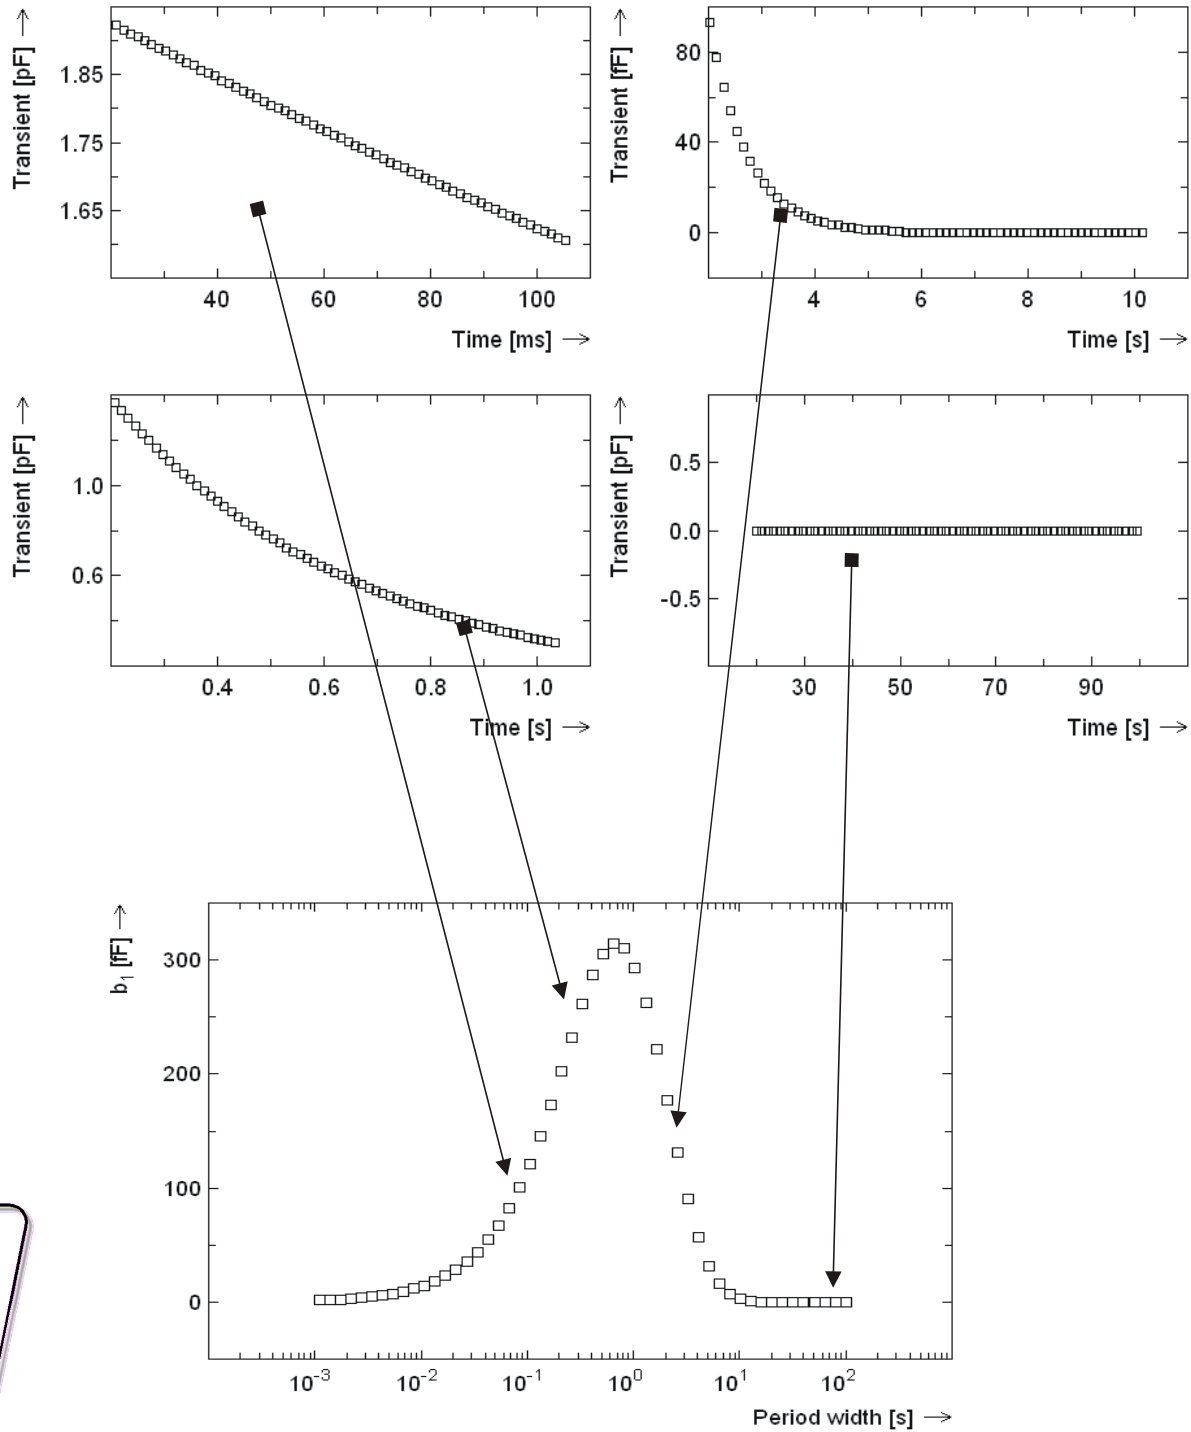 Transient [pF]
1.85
1.75
1.65
40 60 80 100
Time [ms]
Transient [fF]
80
40
0
4 6 8 10
Time [s]
Transient [pF]
1.0
0.6
0.4 0.6 0.8 1.0
Time [s]
Transient [pF]
0.5
0.0
-0.5
30 50 70 90
Time [s]
b1 [fF]
300
200
100
0
10-3 10-2 10-1 100 101 102
Period width [s]